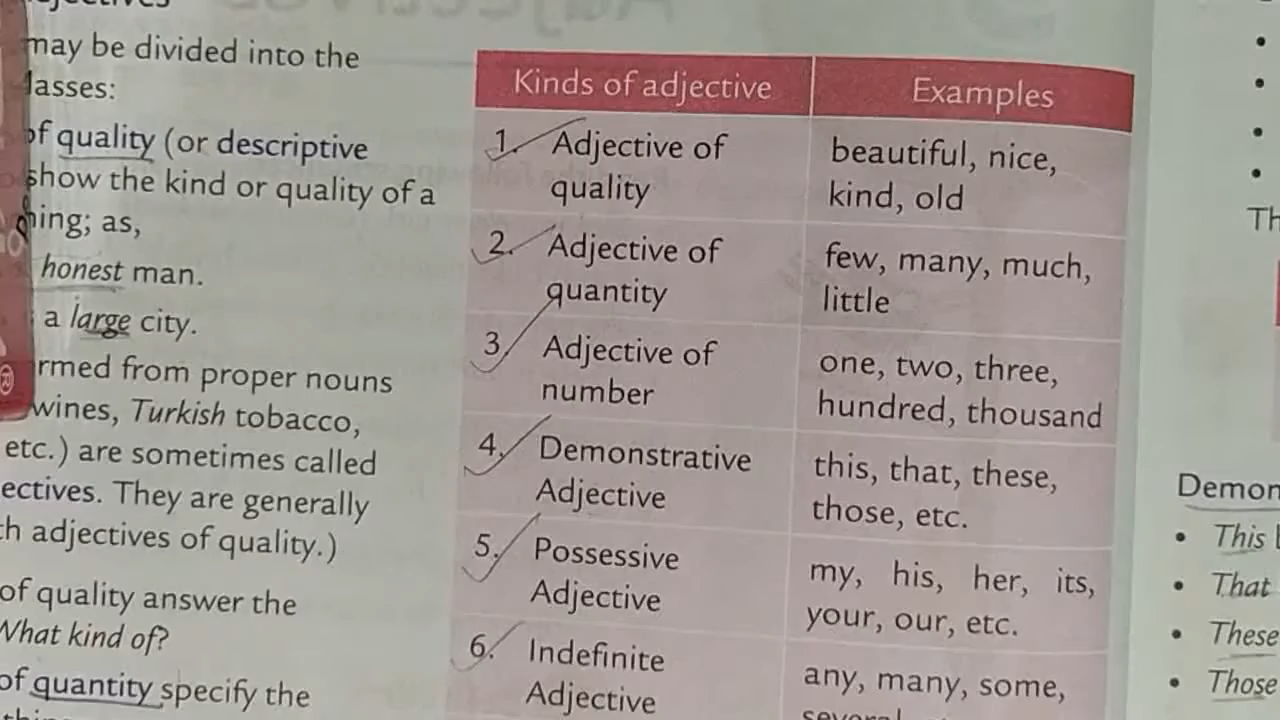 may be divided into the
lasses:
of quality (or descriptive
show the kind or quality of a
hing; as,
honest man.
a large city.
rmed from proper nouns
wines, Turkish tobacco,
etc.) are sometimes called
ectives. They are generally
th adjectives of quality.)
of quality answer the
What kind of?
of quantity specify the
Kinds of adjective Examples
1. Adjective of quality beautiful, nice, kind, old
2. Adjective of quantity few, many, much, little
3. Adjective of number one, two, three, hundred, thousand
4. Demonstrative Adjective this, that, these, those, etc.
5. Possessive Adjective my, his, her, its, your, our, etc.
6. Indefinite Adjective any, many, some, several
Th
Demon
• This
• That
• These
• Those